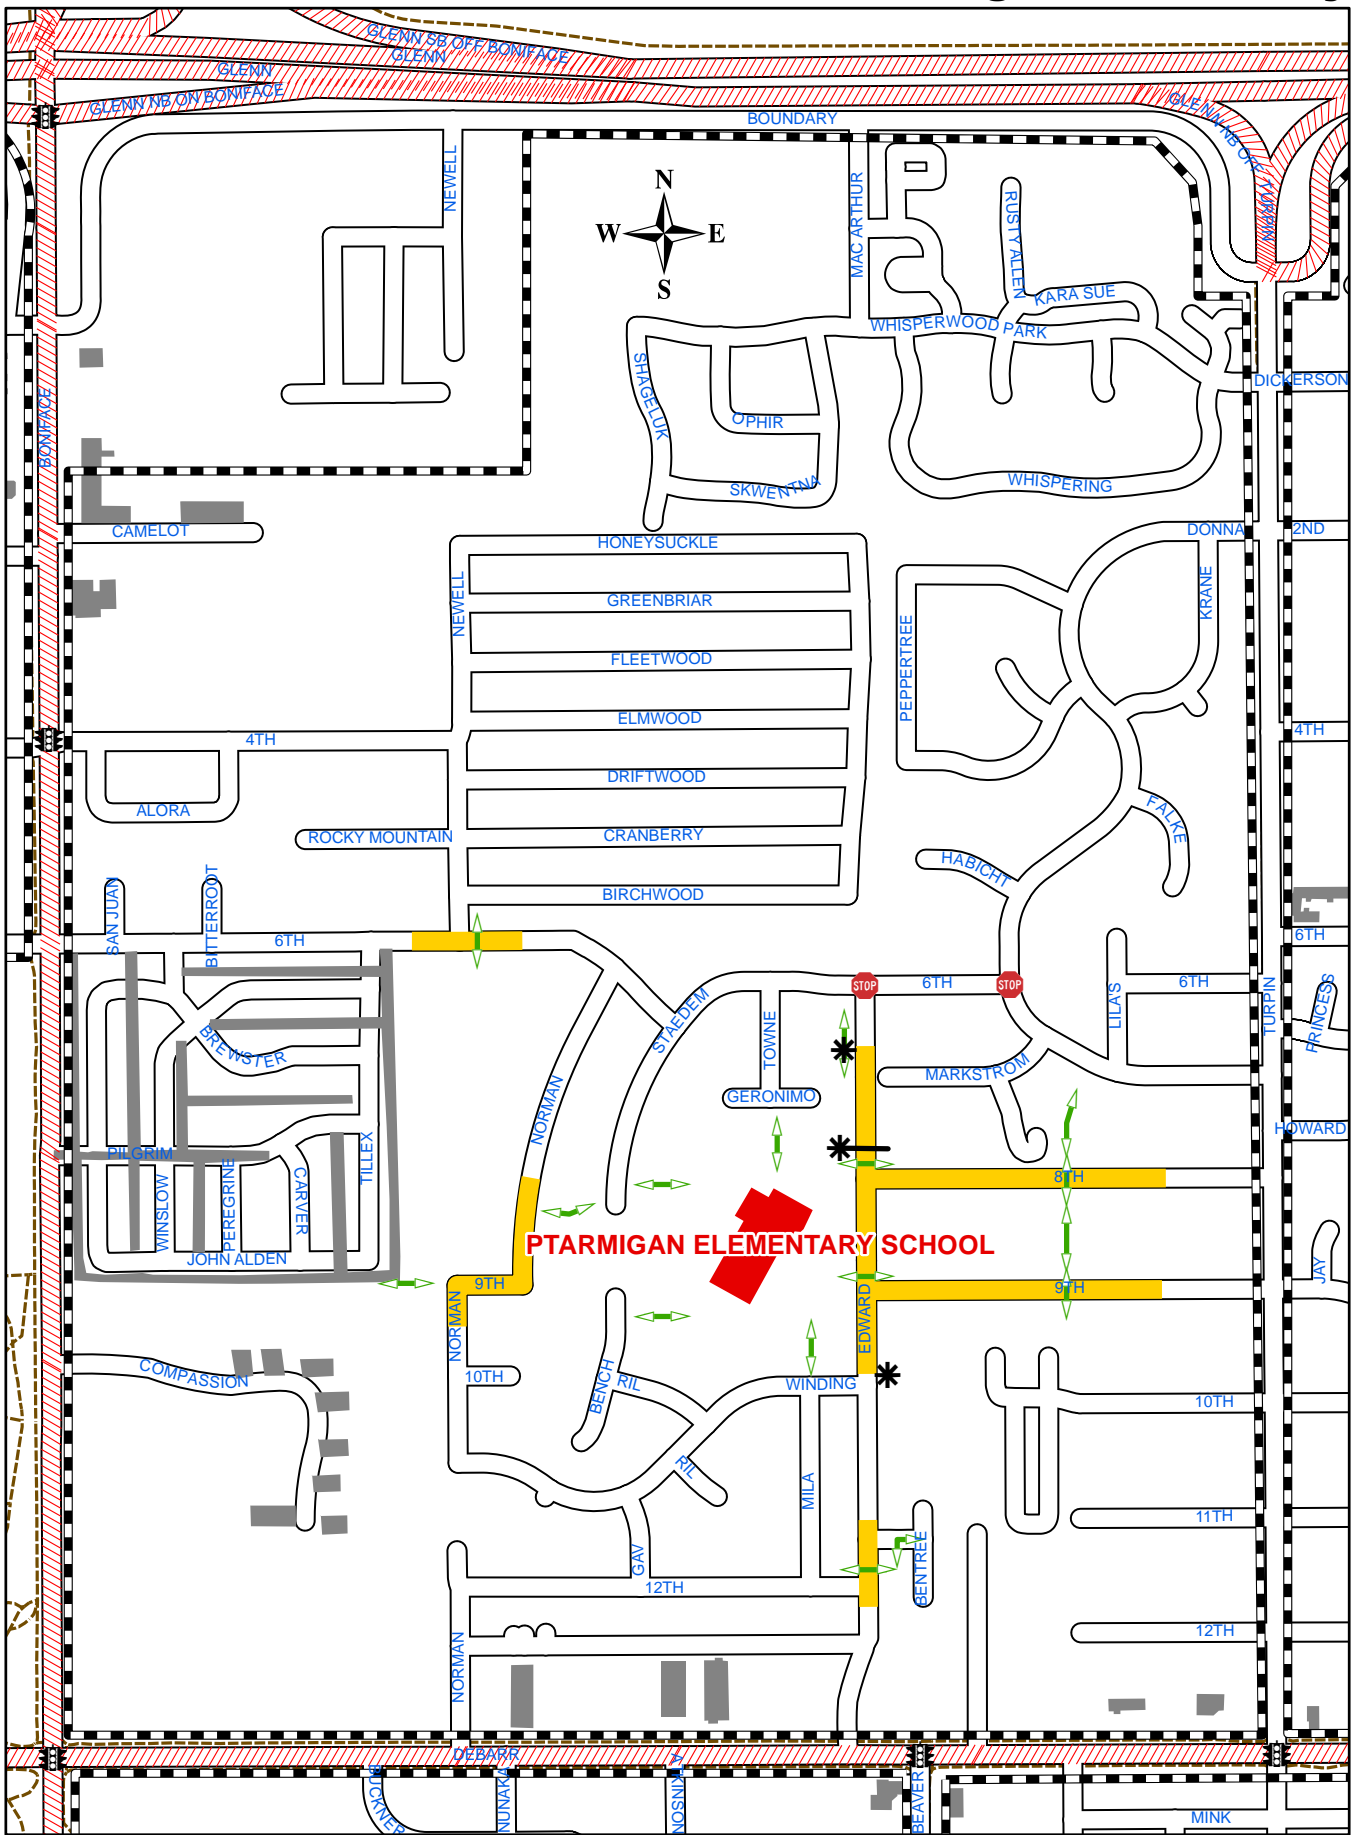 GLENN SB OFF BONIFACE
GLENN
GLENN
GLENN NB ON BONIFACE
GLENN NB OFF TURPIN
BOUNDARY
NEWELL
N
W E
S
MAC ARTHUR
RUSTY ALLEN
KARA SUE
WHISPERWOOD PARK
SHAGELUK
DICKERSON
BONIFACE
OPHIR
SKWENTNA
WHISPERING
CAMELOT
HONEYSUCKLE
DONNA
2ND
NEWELL
GREENBRIAR
KRANE
FLEETWOOD
PEPPERTREE
ELMWOOD
4TH
4TH
DRIFTWOOD
ALORA
FALKE
ROCKY MOUNTAIN
CRANBERRY
HABICHT
BIRCHWOOD
SAN JUAN
BITTERROOT
6TH
6TH
STOP
6TH
STOP
6TH
LILA'S
TURPIN
PRINCESS
STAEDEM
TOWNE
BREWSTER
MARKSTROM
GERONIMO
NORMAN
HOWARD
PILGRIM
TILLEX
WINSLOW
PEREGRINE
CARVER
8TH
PTARMIGAN ELEMENTARY SCHOOL
JOHN ALDEN
9TH
9TH
JAY
NORMAN
EDWARD
COMPASSION
10TH
BENCH
RIL
WINDING
10TH
RIL
MILA
11TH
GAV
BENTREE
12TH
12TH
NORMAN
DEBARR
BUCKNER
NUNAKA
ATKINSON
BEAVER
MINK